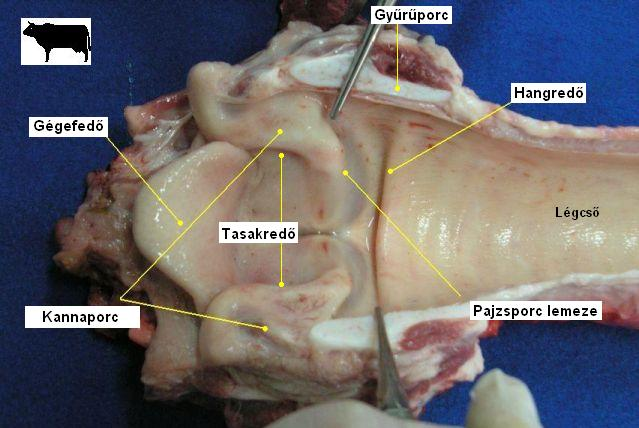 Gyűrűporc
Hangredő
Gégefedő
Légcső
Tasakredő
Kannaporc
Pajzsporc lemeze